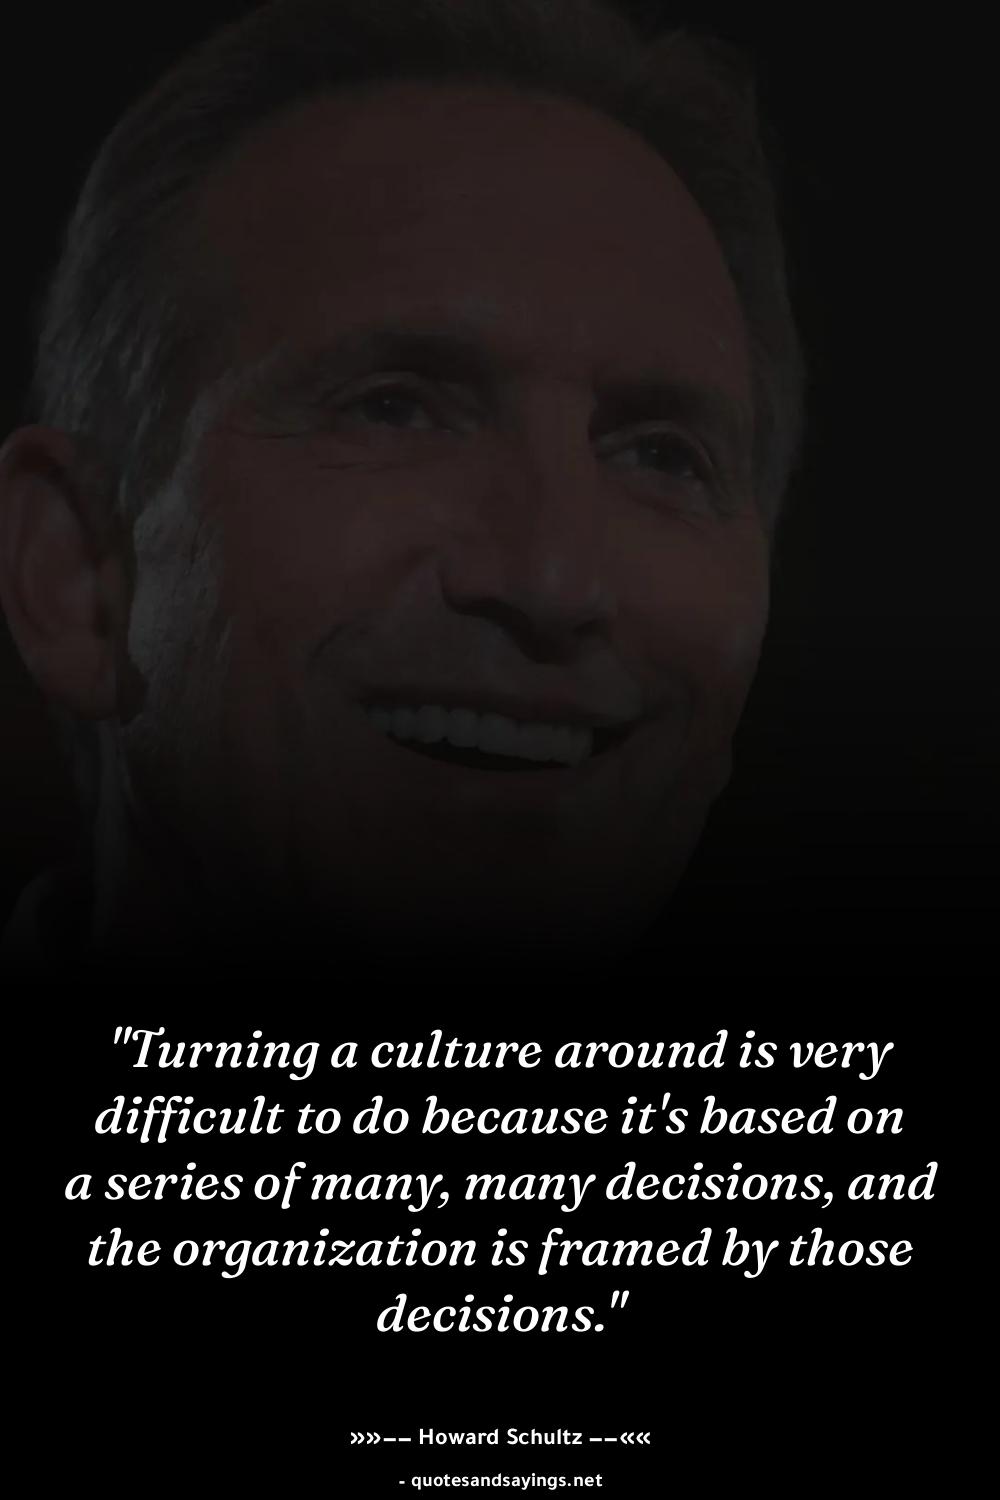 "Turning a culture around is very
difficult to do because it's based on
a series of many, many decisions, and
the organization is framed by those
decisions."
»»−− Howard Schultz −−««
- quotesandsayings.net